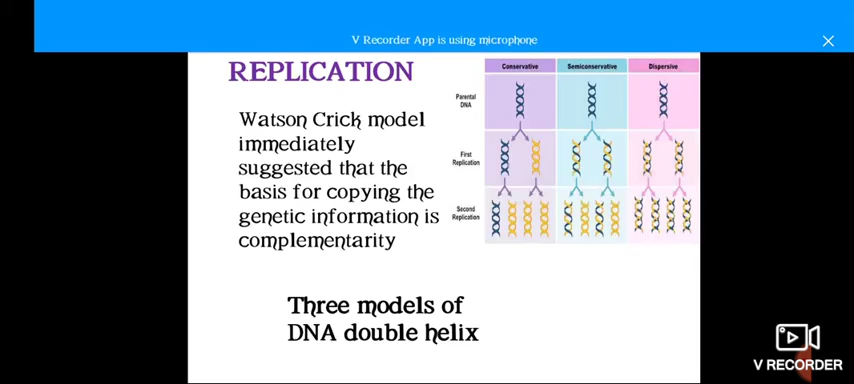 V Recorder App is using microphone
REPLICATION
Watson Crick model
immediately
suggested that the
basis for copying the
genetic information is
complementarity
Conservative Semiconservative Dispersive
Parental
DNA
First
Replication
Second
Replication
Three models of
DNA double helix
V RECORDER